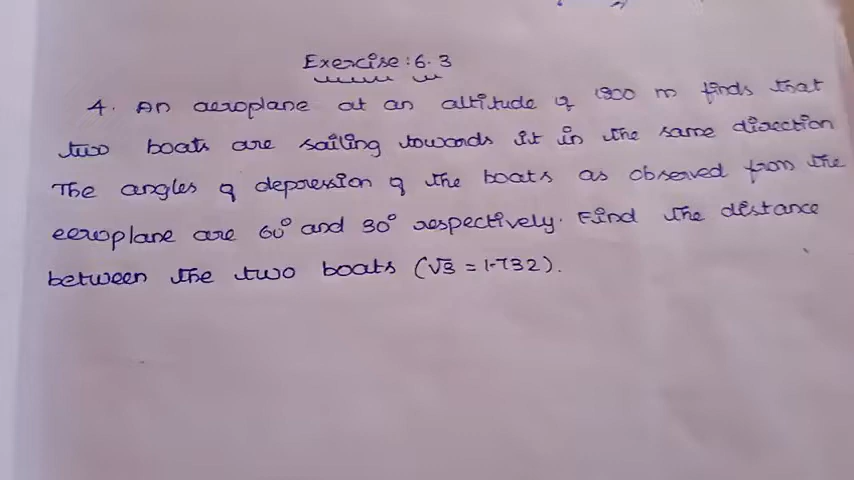 Exercise: 6.3
4. An aeroplane at an altitude of 1800 m finds that
two boats are sailing towards it in the same direction
The angles of depression of the boats as observed from the
aeroplane are 60° and 30° respectively. Find the distance
between the two boats (√3 = 1.732).